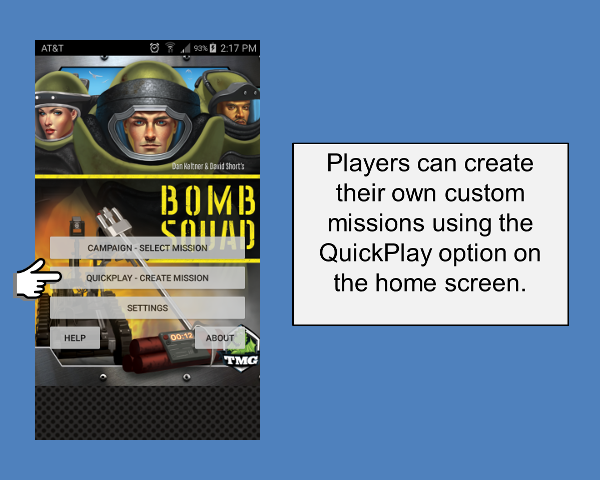 AT&T 93% 2:17 PM
Dan Keltner & David Short's
BOMB
SQUAD
CAMPAIGN - SELECT MISSION
QUICKPLAY - CREATE MISSION
SETTINGS
HELP
ABOUT
00:12
TMG
Players can create
their own custom
missions using the
QuickPlay option on
the home screen.